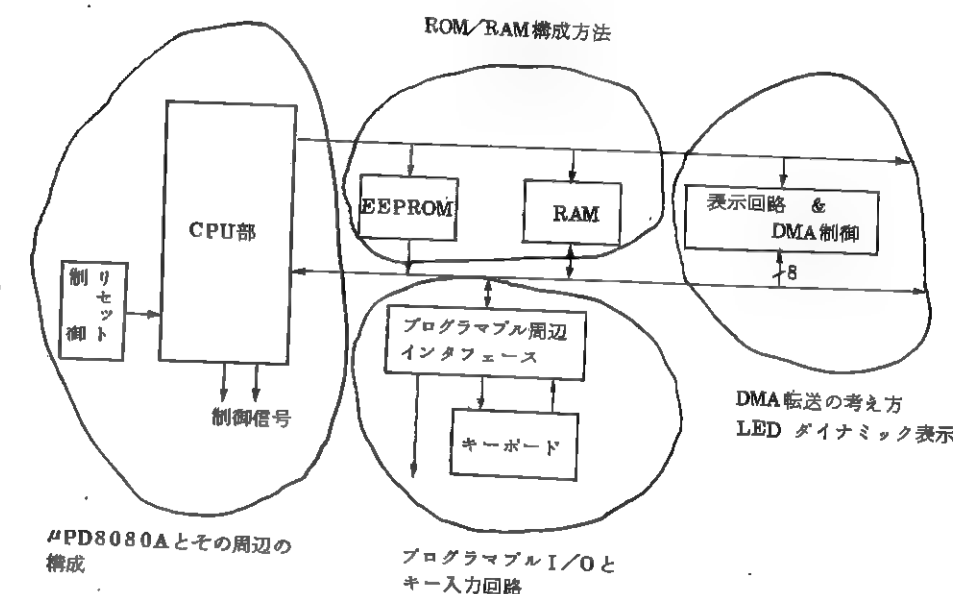 ROM/RAM構成方法
CPU部
リセット
制御
制御信号
EEPROM
RAM
表示回路 &
DMA制御
8
プログラマブル周辺
インタフェース
キーボード
DMA転送の考え方
LED ダイナミック表示
μPD8080Aとその周辺の
構成
プログラマブルI/Oと
キー入力回路